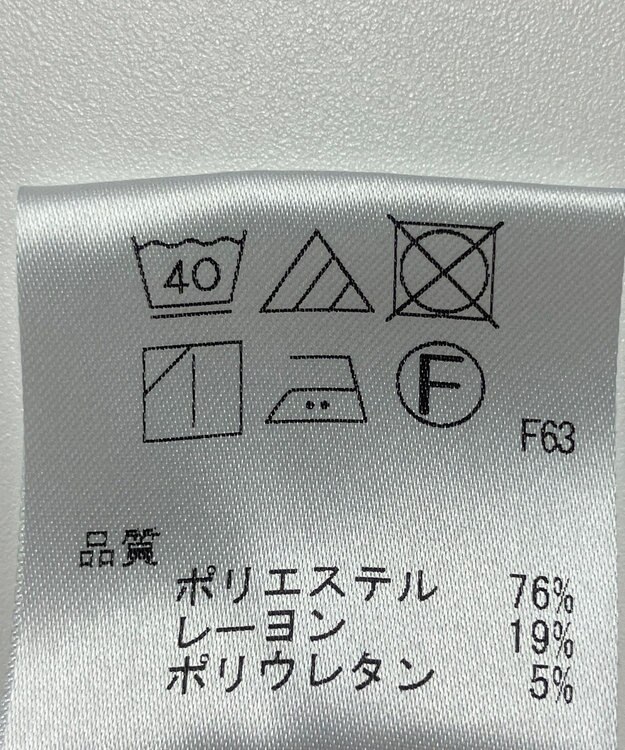 40
F
F63
品質
ポリエステル 76%
レーヨン 19%
ポリウレタン 5%